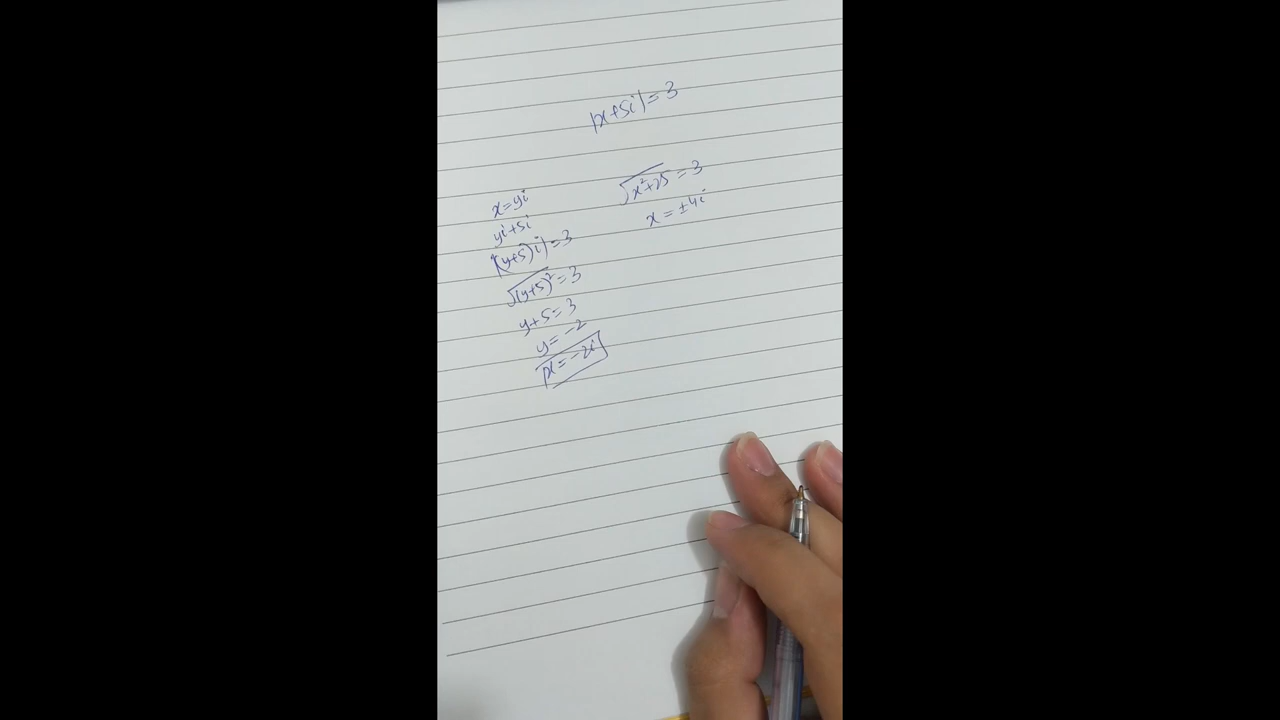 |x+5i|=3
√x²+25 = 3
x = ±4i
x=yi
yi+5i
|(y+5)i|=3
√(y+5)² = 3
y+5=3
y=-2
x=-2i